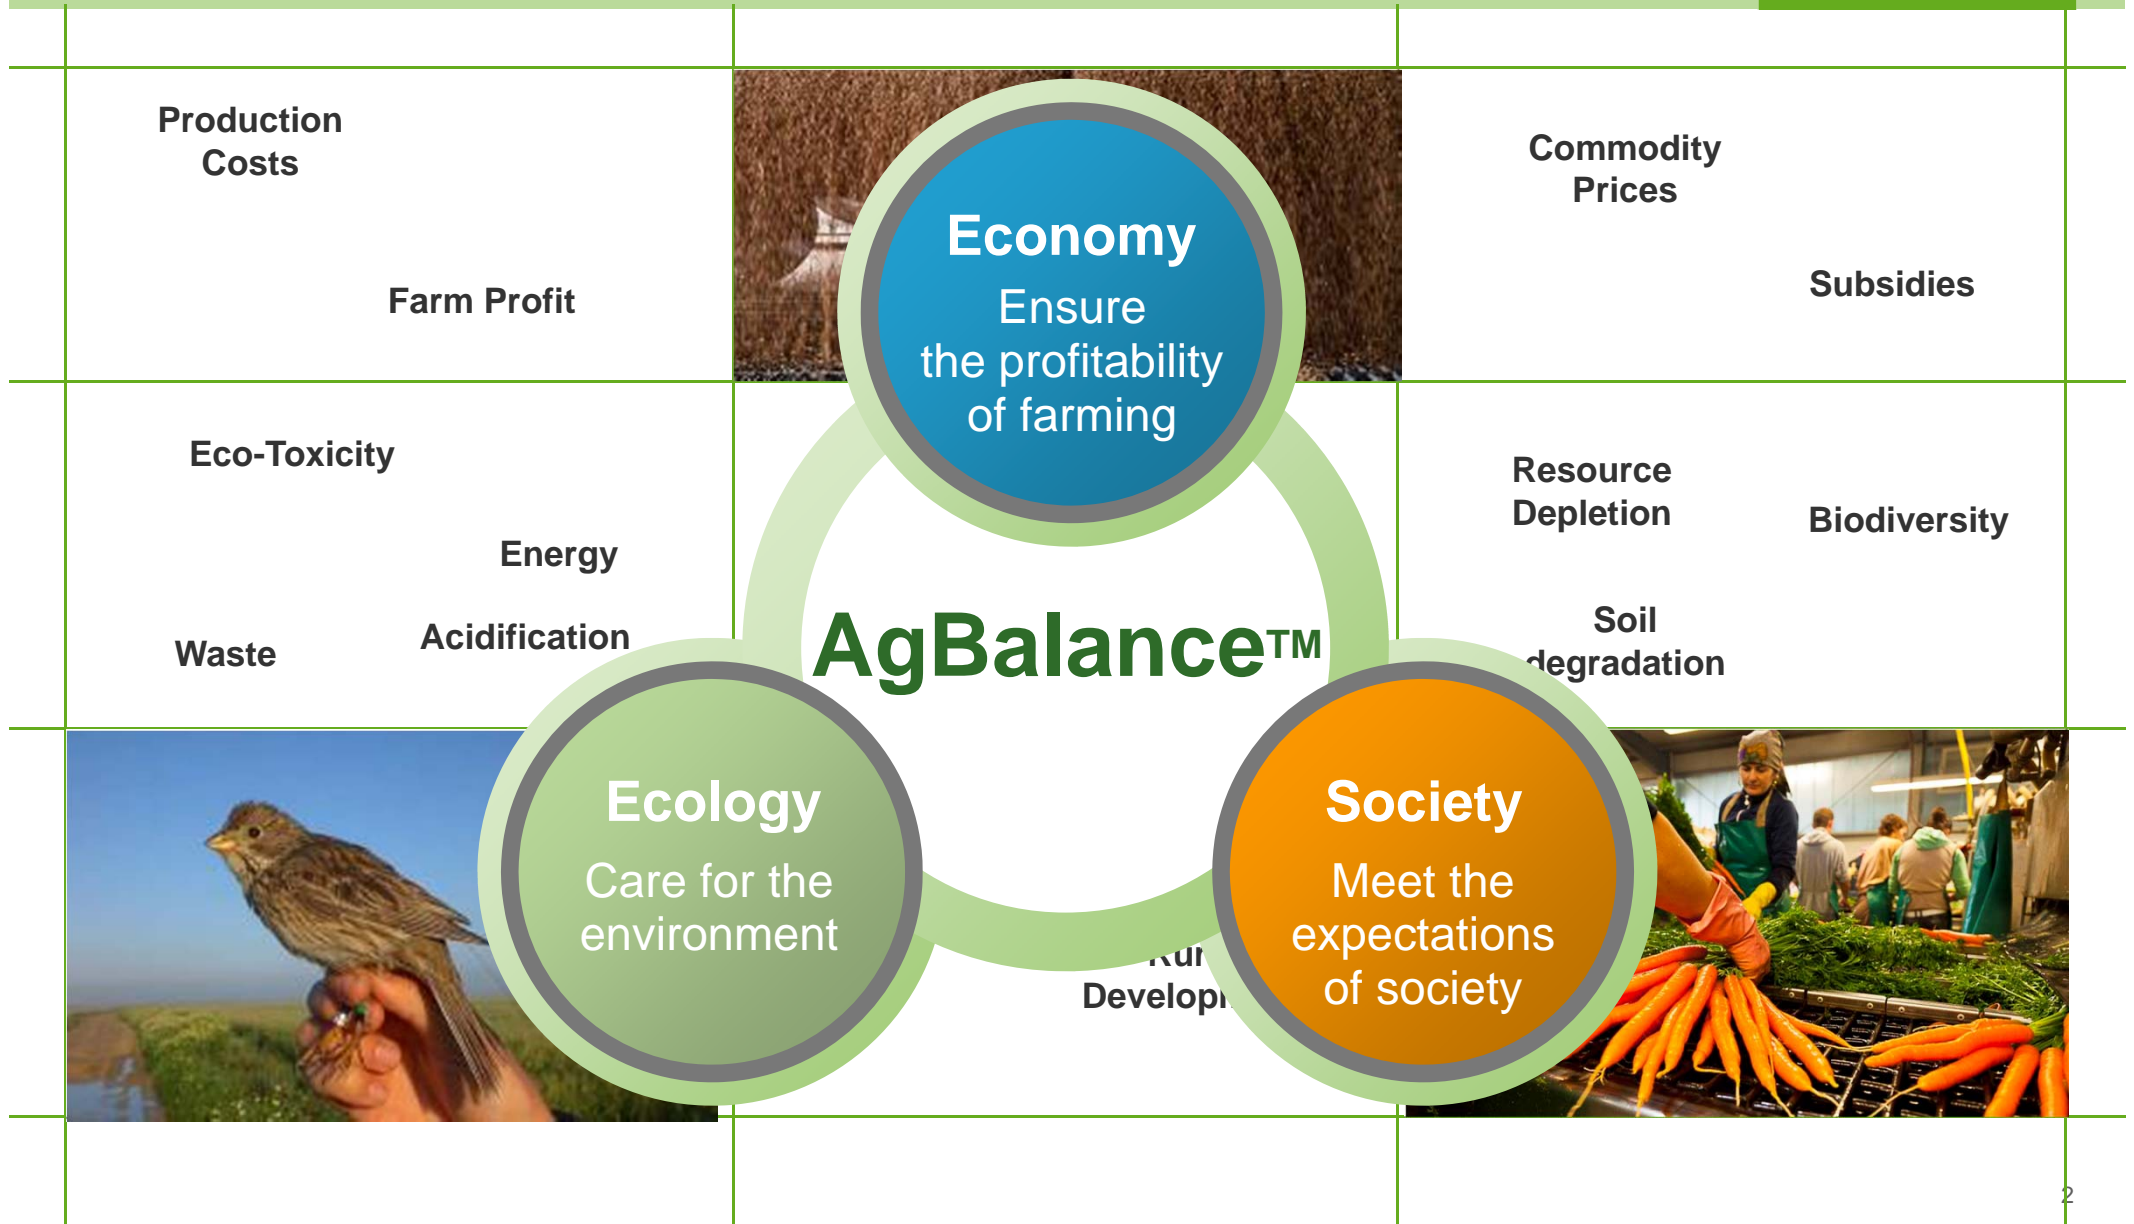 Production
Costs
Farm Profit
Economy
Ensure
the profitability
of farming
Commodity
Prices
Subsidies
Eco-Toxicity
Energy
Acidification
Waste
AgBalance™
Resource
Depletion
Biodiversity
Soil
degradation
Ecology
Care for the
environment
Society
Meet the
expectations
of society
2